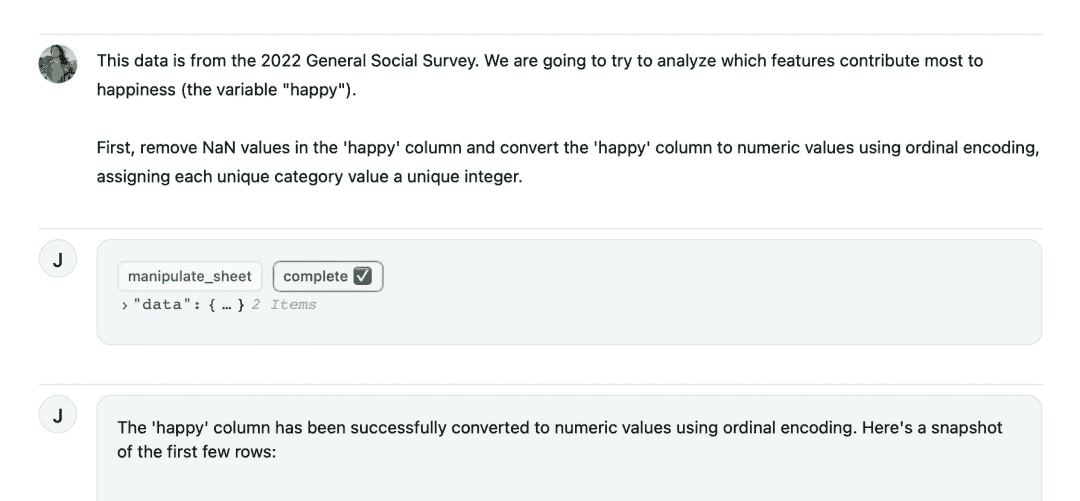 This data is from the 2022 General Social Survey. We are going to try to analyze which features contribute most to
happiness (the variable "happy").
First, remove NaN values in the 'happy' column and convert the 'happy' column to numeric values using ordinal encoding,
assigning each unique category value a unique integer.
J
manipulate_sheet complete ✅
› "data": { … } 2 Items
J
The 'happy' column has been successfully converted to numeric values using ordinal encoding. Here's a snapshot
of the first few rows: